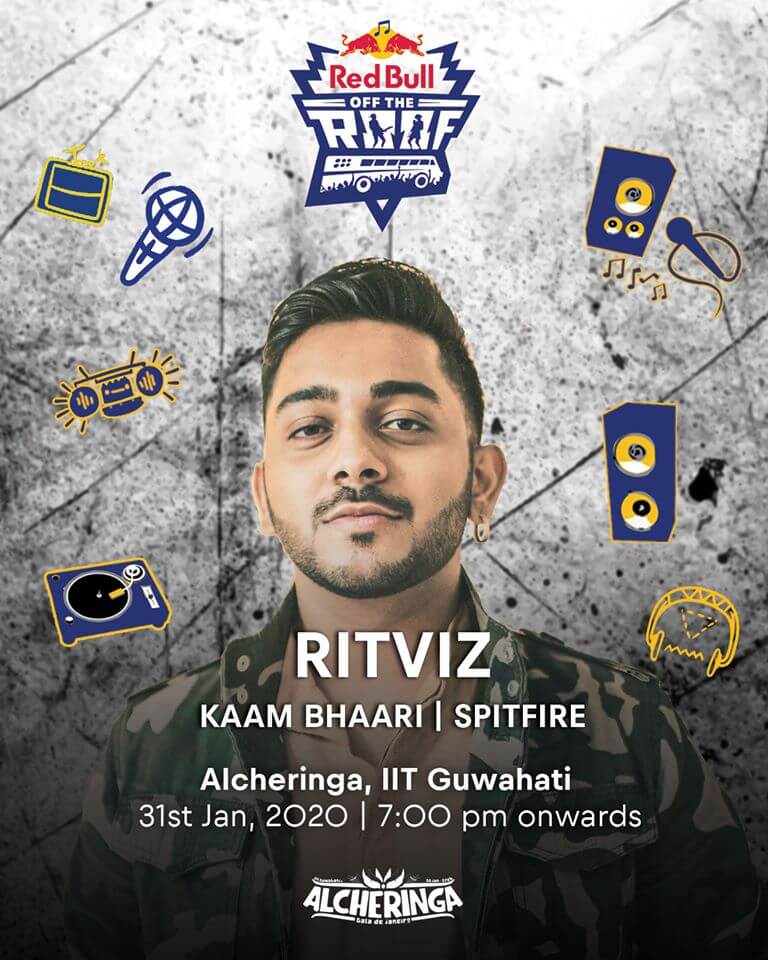 Red Bull
OFF THE
ROOF
RITVIZ
KAAM BHAARI | SPITFIRE
Alcheringa, IIT Guwahati
31st Jan, 2020 | 7:00 pm onwards
ALCHERINGA